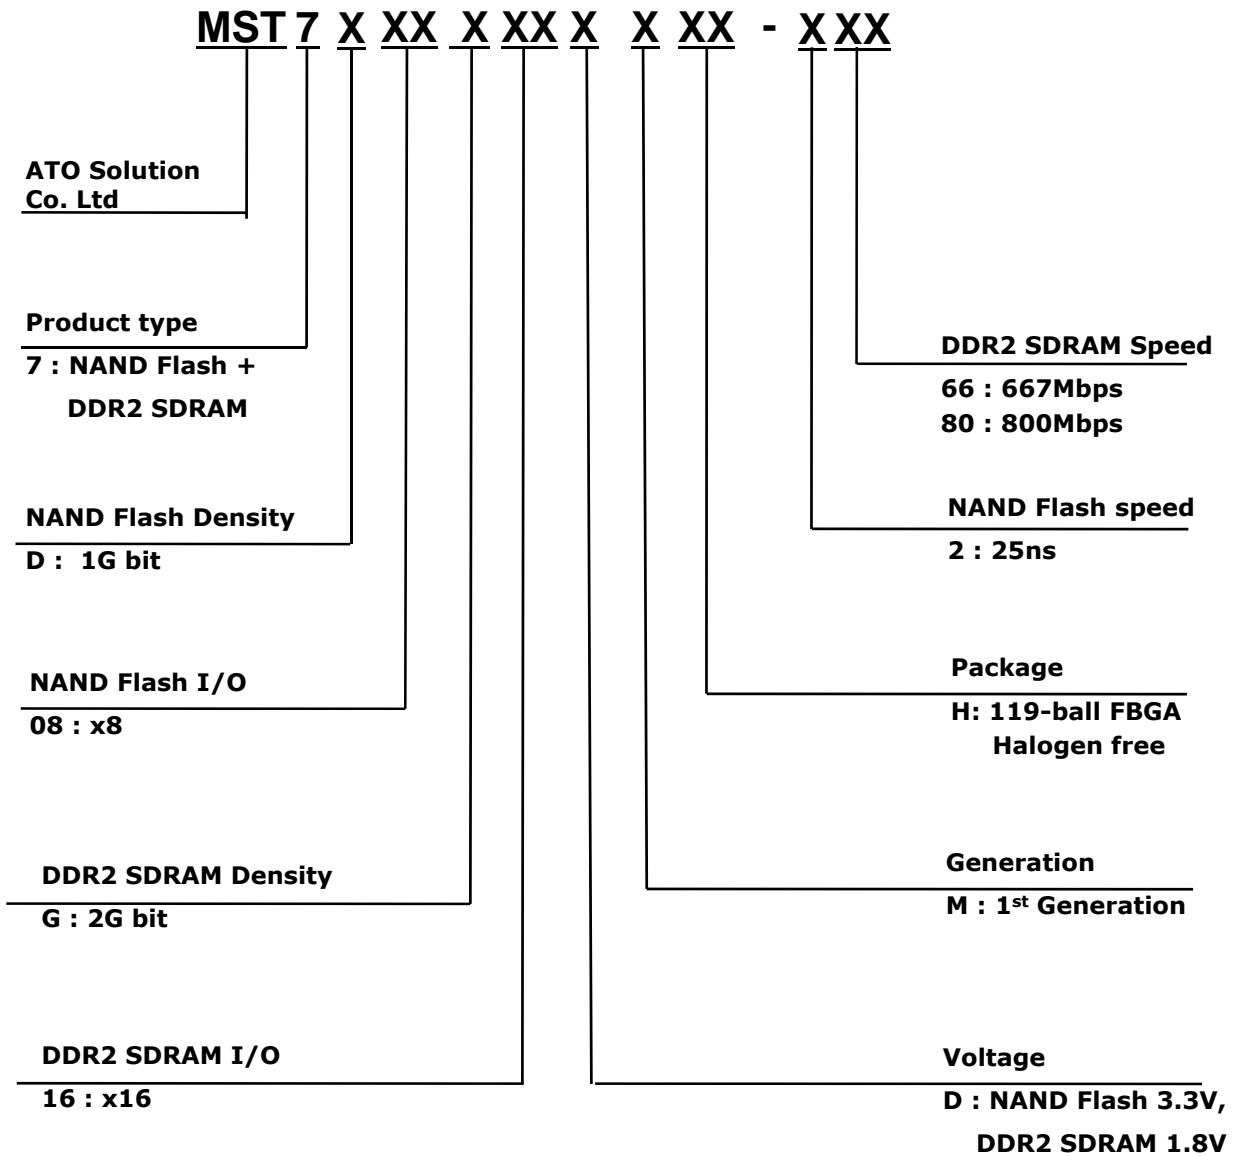 MST 7 X XX X XX X X XX - X XX
ATO Solution
Co. Ltd
Product type
7 : NAND Flash +
DDR2 SDRAM
NAND Flash Density
D : 1G bit
NAND Flash I/O
08 : x8
DDR2 SDRAM Density
G : 2G bit
DDR2 SDRAM I/O
16 : x16
DDR2 SDRAM Speed
66 : 667Mbps
80 : 800Mbps
NAND Flash speed
2 : 25ns
Package
H: 119-ball FBGA
Halogen free
Generation
M : 1st Generation
Voltage
D : NAND Flash 3.3V,
DDR2 SDRAM 1.8V